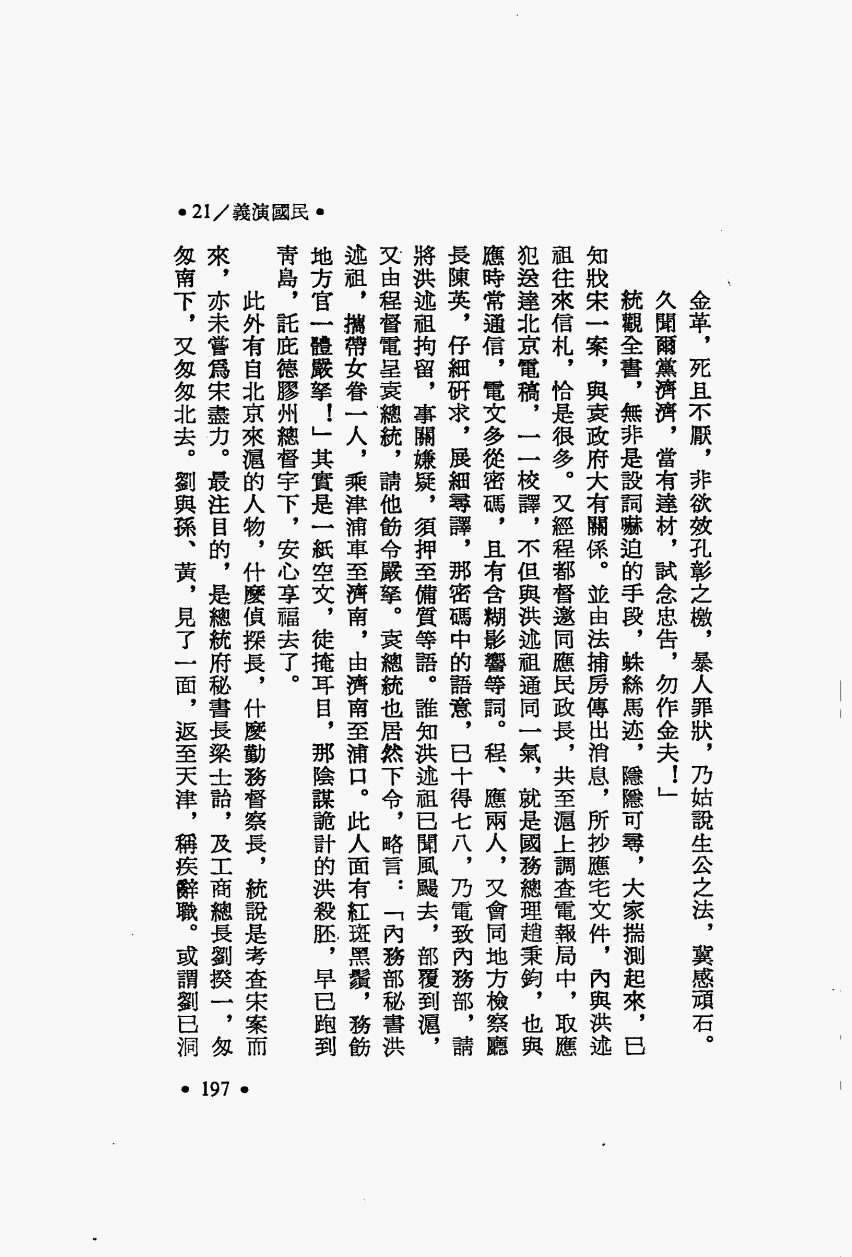 •21／義演國民•
金革，死且不厭，非欲效孔彰之檄，暴人罪狀，乃姑說生公之法，冀感頑石。
久聞爾黨濟濟，當有達材，試念忠告，勿作金夫！」
統觀全書，無非是設詞嚇迫的手段，蛛絲馬迹，隱隱可尋，大家揣測起來，已
知戕宋一案，與袁政府大有關係。並由法捕房傳出消息，所抄應宅文件，內與洪述
祖往來信札，恰是很多。又經程都督邀同應民政長，共至滬上調查電報局中，取應
犯送達北京電稿，一一校譯，不但與洪述祖通同一氣，就是國務總理趙秉鈞，也與
應時常通信，電文多從密碼，且有含糊影響等詞。程、應兩人，又會同地方檢察廳
長陳英，仔細研求，展細尋譯，那密碼中的語意，已十得七八，乃電致內務部，請
將洪述祖拘留，事關嫌疑，須押至備質等語。誰知洪述祖已聞風颺去，部覆到滬，
又由程督電呈袁總統，請他飭令嚴拏。袁總統也居然下令，略言：「內務部秘書洪
述祖，攜帶女眷一人，乘津浦車至濟南，由濟南至浦口。此人面有紅斑黑鬚，務飭
地方官一體嚴拏！」其實是一紙空文，徒掩耳目，那陰謀詭計的洪殺胚，早已跑到
青島，託庇德膠州總督宇下，安心享福去了。
此外有自北京來滬的人物，什麼偵探長，什麼勤務督察長，統說是考查宋案而
來，亦未嘗爲宋盡力。最注目的，是總統府秘書長梁士詒，及工商總長劉揆一，匆
匆南下，又匆匆北去。劉與孫、黃，見了一面，返至天津，稱疾辭職。或謂劉已洞
•197•